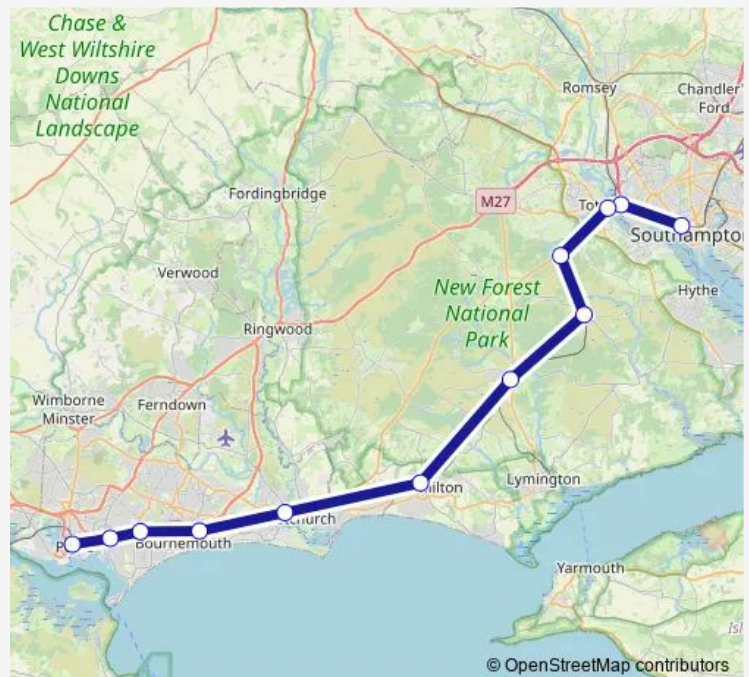 Chase &
West Wiltshire
Downs
National
Landscape
Romsey
Chandler
Ford
Fordingbridge
M27
Southampto
Verwood
New Forest
National
Park
Hythe
Ringwood
Wimborne
Minster
Ferndown
Lymington
Bournemouth
Yarmouth
© OpenStreetMap contributors